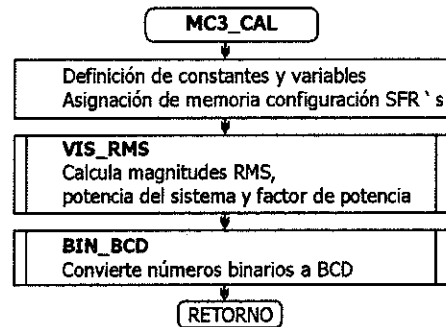 MC3_CAL
Definición de constantes y variables
Asignación de memoria configuración SFR`s
VIS_RMS
Calcula magnitudes RMS,
potencia del sistema y factor de potencia
BIN_BCD
Convierte números binarios a BCD
RETORNO